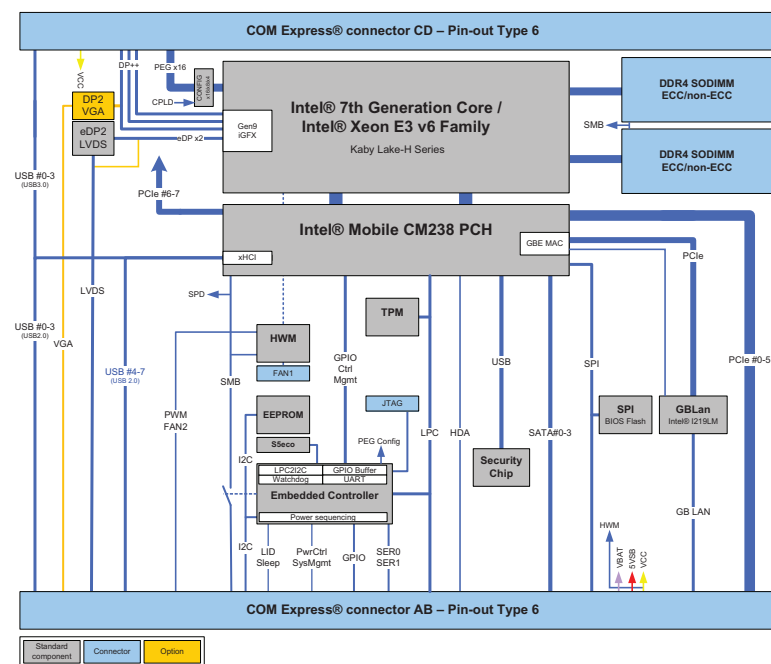 COM Express® connector CD – Pin-out Type 6
VCC
DP++
PEG x16
CONFIG
CPLD
DP2
VGA
eDP2
LVDS
eDP x2
Gen9
iGFX
Intel® 7th Generation Core /
Intel® Xeon E3 v6 Family
Kaby Lake-H Series
DDR4 SODIMM
ECC/non-ECC
SMB
DDR4 SODIMM
ECC/non-ECC
USB #0-3
(USB3.0)
PCIe #6-7
Intel® Mobile CM238 PCH
GBE MAC
xHCI
PCIe
SPD
LVDS
TPM
USB #0-3
(USB2.0)
VGA
HWM
FAN1
GPIO
Ctrl
Mgmt
USB
SPI
PCIe #0-5
USB #4-7
(USB 2.0)
SMB
PWM
FAN2
EEPROM
JTAG
SPI
BIOS Flash
GBLan
Intel® I219LM
S5eco
PEG Config
LPC
HDA
SATA#0-3
I2C
Security
Chip
LPC2I2C
GPIO Buffer
Watchdog
UART
Embedded Controller
Power sequencing
GB LAN
HWM
I2C
LID
Sleep
PwrCtrl
SysMgmt
GPIO
SER0
SER1
VBAT
5VSB
VCC
COM Express® connector AB – Pin-out Type 6
Standard
component
Connector
Option